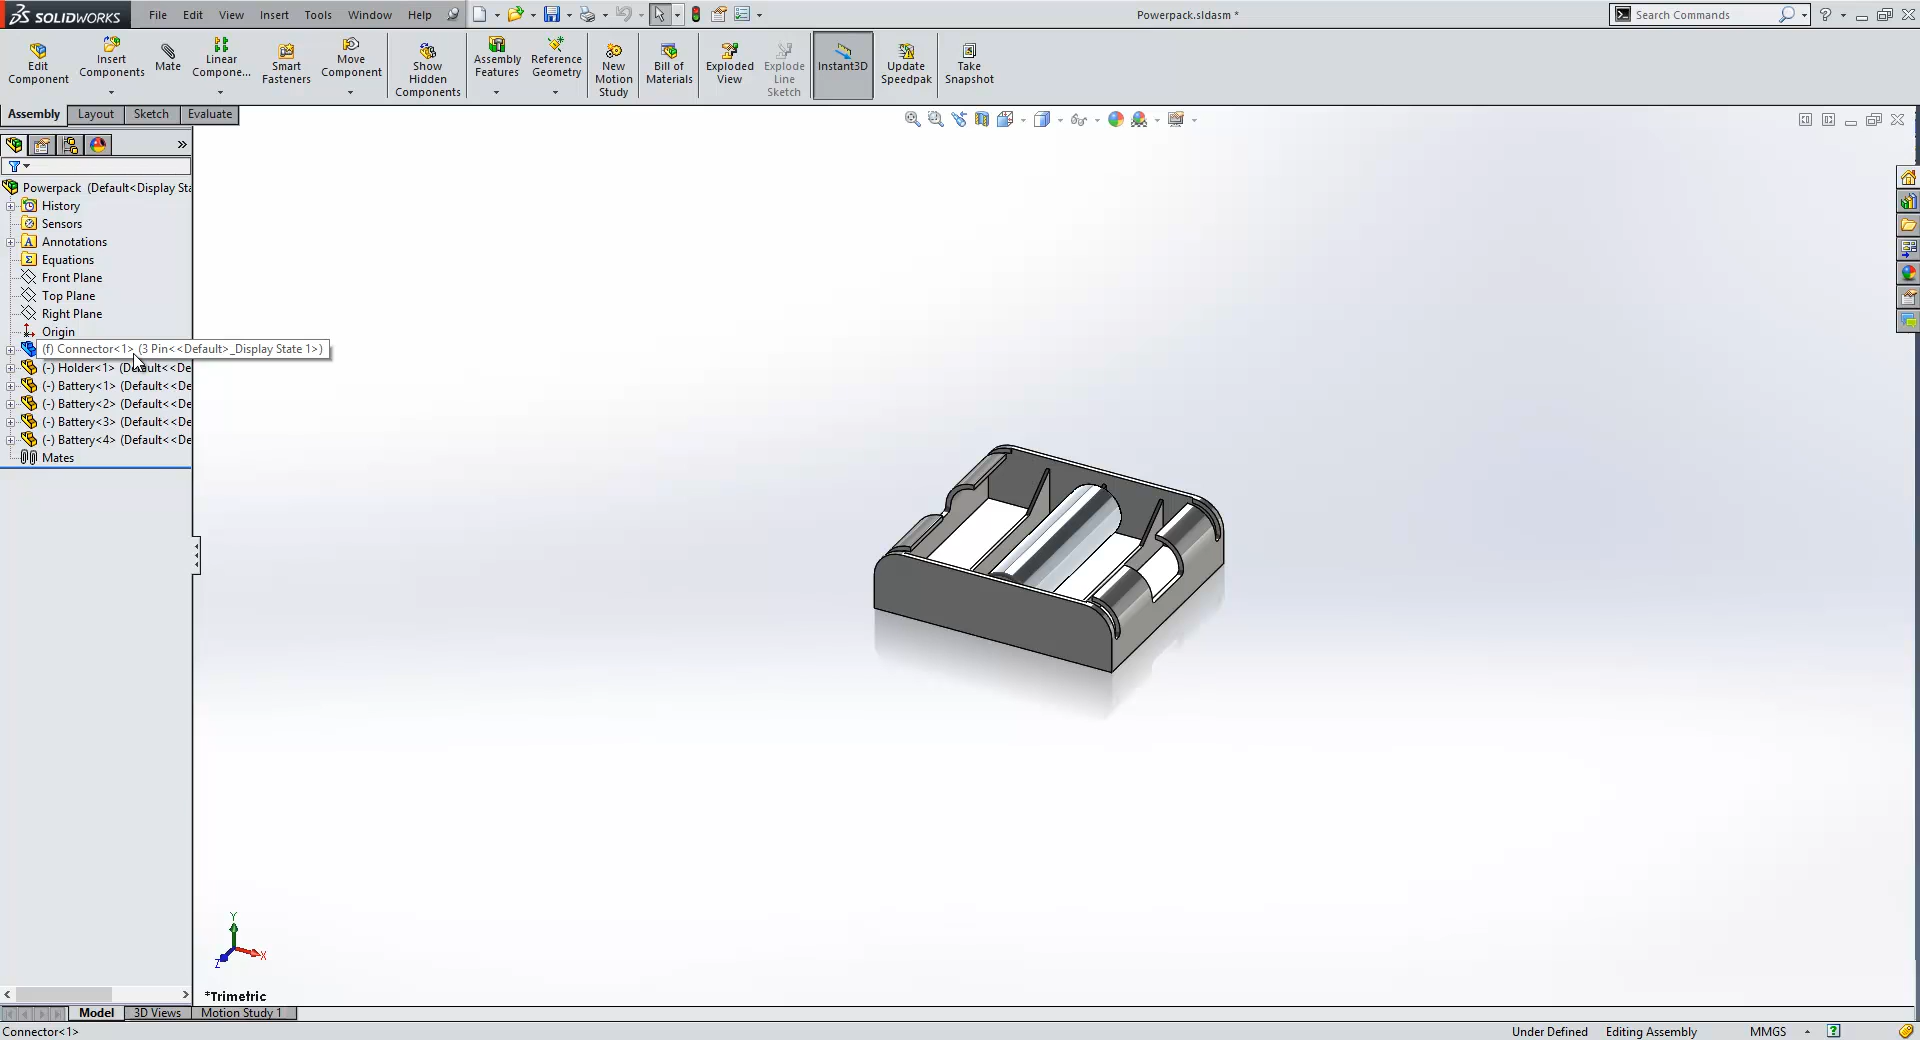 SOLIDWORKS File Edit View Insert Tools Window Help Powerpack.sldasm * Search Commands
Edit Component
Insert Components
Mate
Linear Compone...
Smart Fasteners
Move Component
Show Hidden Components
Assembly Features
Reference Geometry
New Motion Study
Bill of Materials
Exploded View
Explode Line Sketch
Instant3D
Update Speedpak
Take Snapshot
Assembly Layout Sketch Evaluate
Powerpack (Default<Display Sta
History
Sensors
Annotations
Equations
Front Plane
Top Plane
Right Plane
Origin
(f) Connector<1> (3 Pin<<Default>_Display State 1>)
(-) Holder<1> (Default<<De
(-) Battery<1> (Default<<De
(-) Battery<2> (Default<<De
(-) Battery<3> (Default<<De
(-) Battery<4> (Default<<De
Mates
Y
X
Z
*Trimetric
Model 3D Views Motion Study 1
Connector<1> Under Defined Editing Assembly MMGS